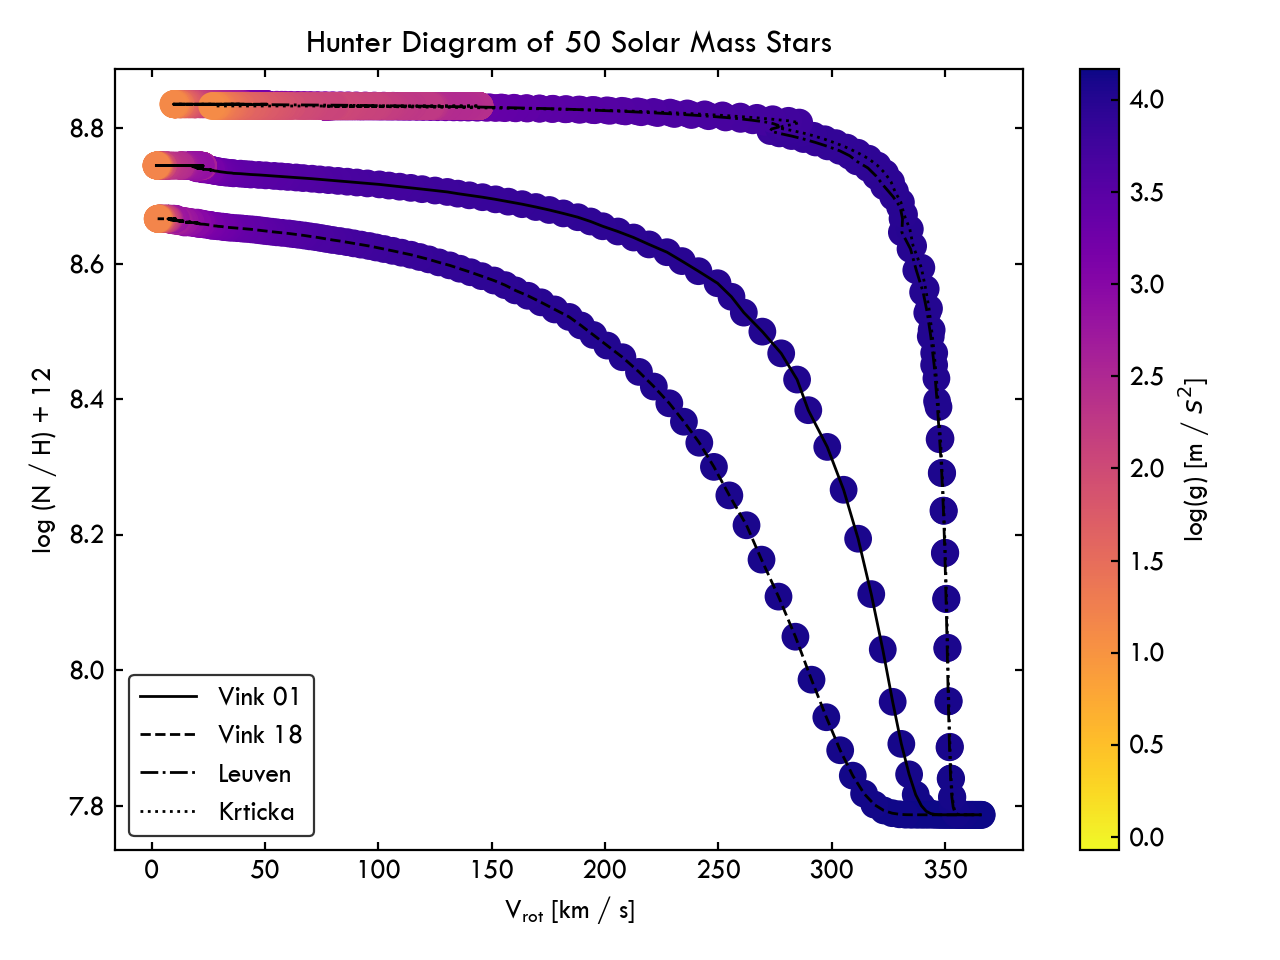 Hunter Diagram of 50 Solar Mass Stars
8.8
8.6
8.4
8.2
8.0
7.8
log (N / H) + 12
Vink 01
Vink 18
Leuven
Krticka
0 50 100 150 200 250 300 350
V_rot [km / s]
4.0
3.5
3.0
2.5
2.0
1.5
1.0
0.5
0.0
log(g) [m / s²]